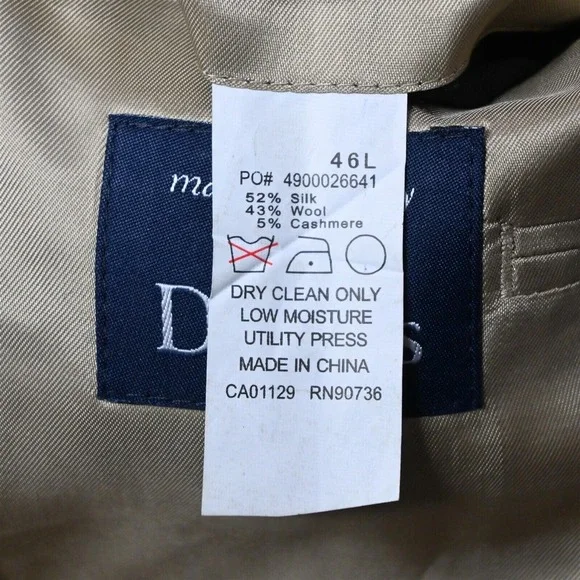 46L
PO# 4900026641
52% Silk
43% Wool
5% Cashmere
DRY CLEAN ONLY
LOW MOISTURE
UTILITY PRESS
MADE IN CHINA
CA01129 RN90736